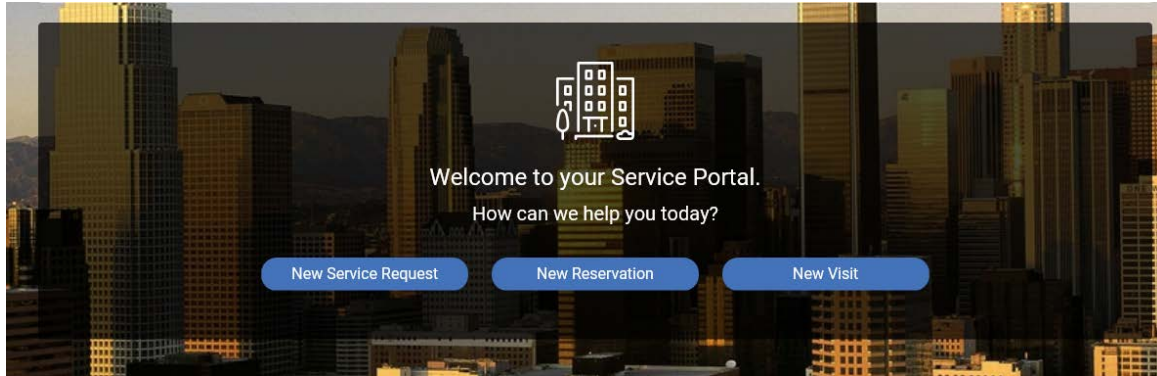 Welcome to your Service Portal.
How can we help you today?
New Service Request
New Reservation
New Visit